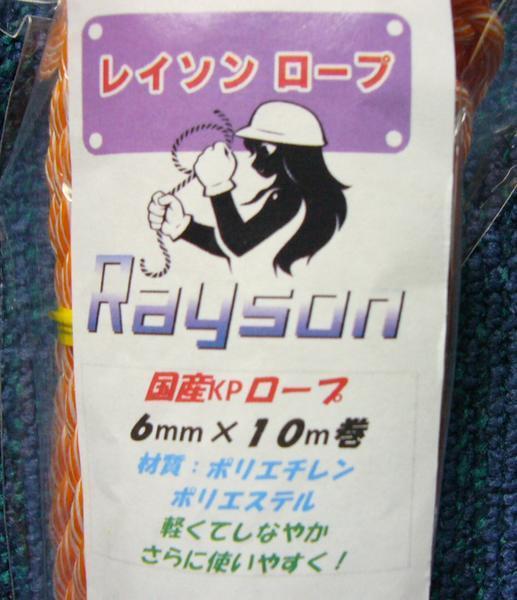 レイソン ロープ
Rayson
国産KPロープ
6mm×10m巻
材質：ポリエチレン
ポリエステル
軽くてしなやか
さらに使いやすく！